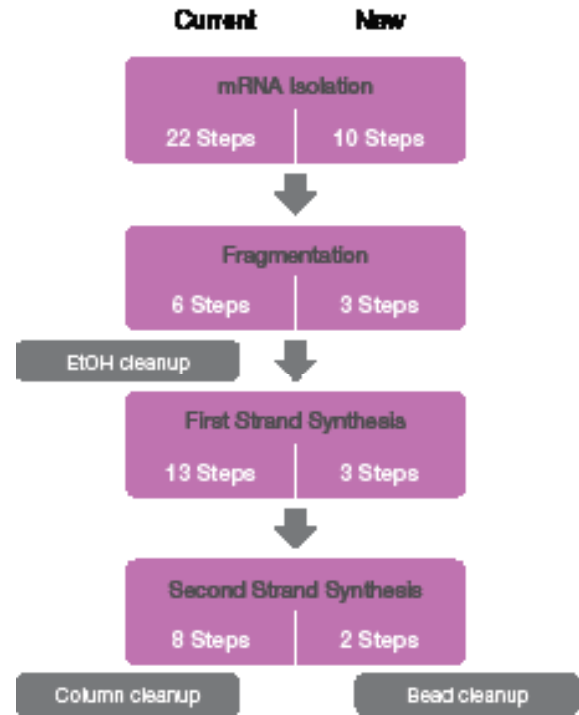 Current New
mRNA Isolation
22 Steps 10 Steps
Fragmentation
6 Steps 3 Steps
EtOH cleanup
First Strand Synthesis
13 Steps 3 Steps
Second Strand Synthesis
8 Steps 2 Steps
Column cleanup Bead cleanup